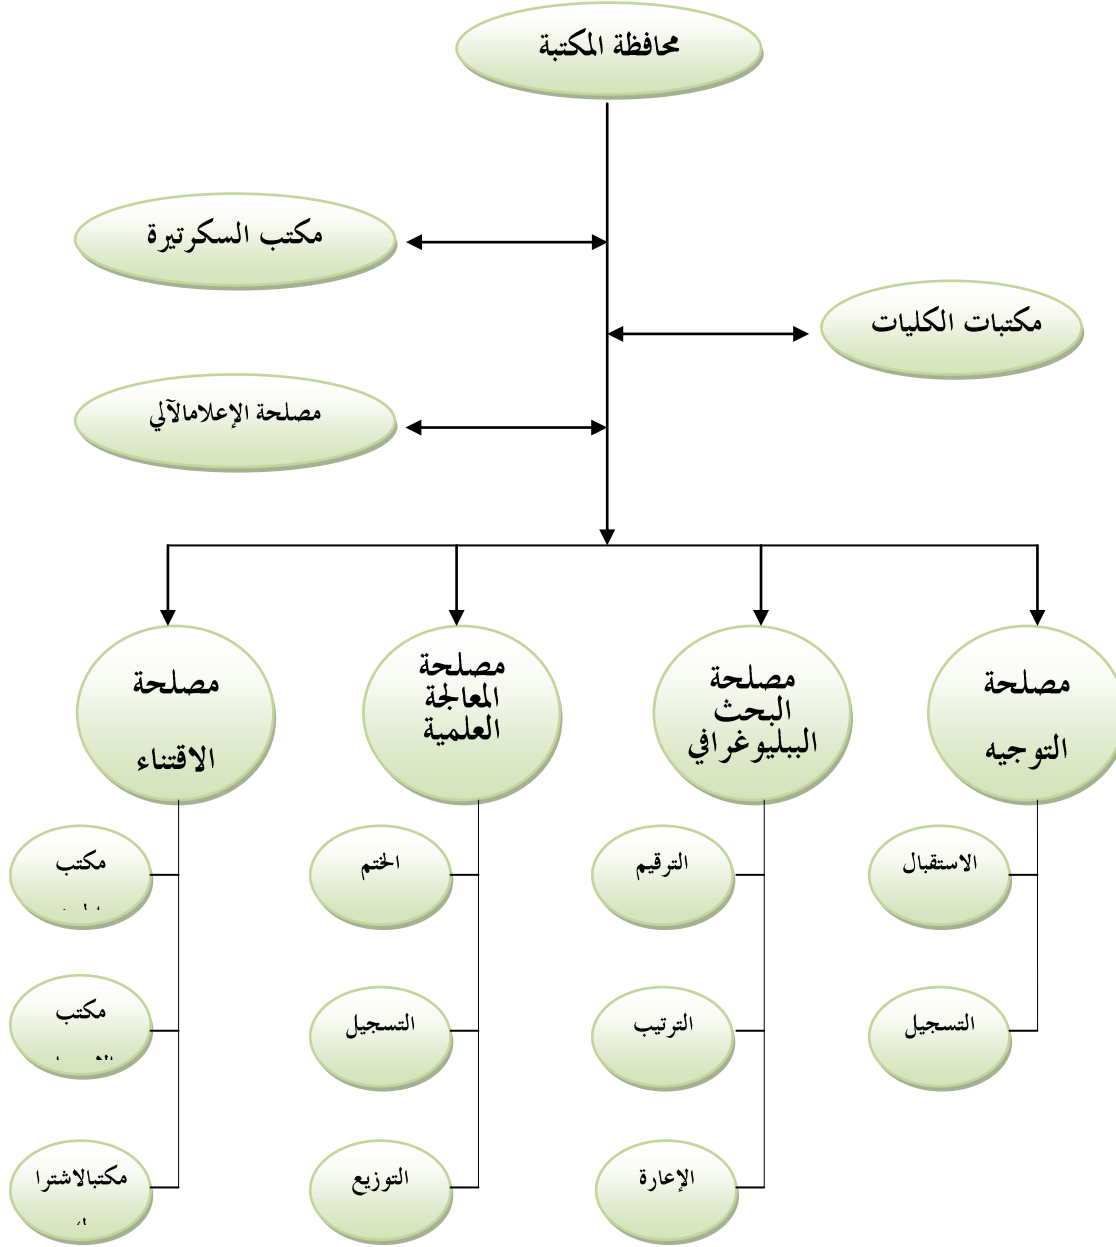 محافظة المكتبة
مكتب السكرتيرة
مكتبات الكليات
مصلحة الإعلامالآلي
مصلحة
التوجيه
مصلحة
البحث
الببليوغرافي
مصلحة
المعالجة
العلمية
مصلحة
الاقتناء
الاستقبال
الترقيم
الختم
مكتب
التسجيل
الترتيب
التسجيل
مكتب
الإعارة
التوزيع
مكتبالاشترا